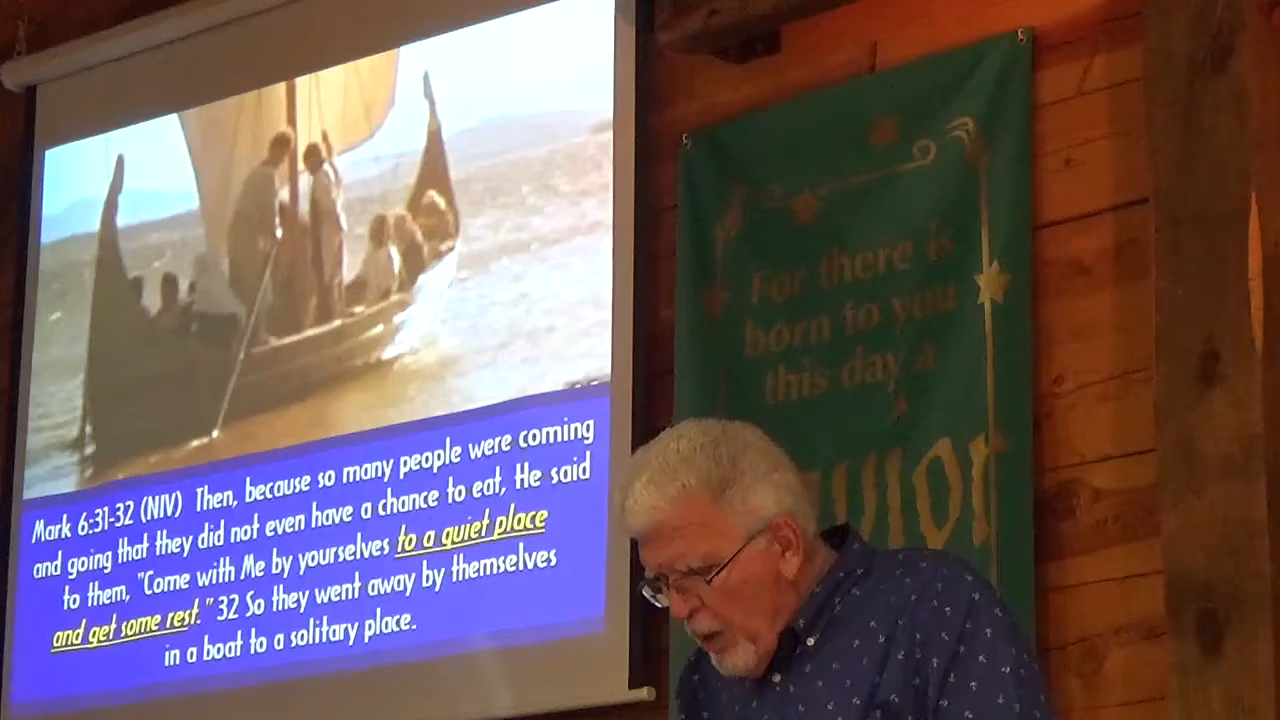 Mark 6:31-32 (NIV) Then, because so many people were coming
and going that they did not even have a chance to eat, He said
to them, "Come with Me by yourselves to a quiet place
and get some rest." 32 So they went away by themselves
in a boat to a solitary place.
For there is
born to you
this day a